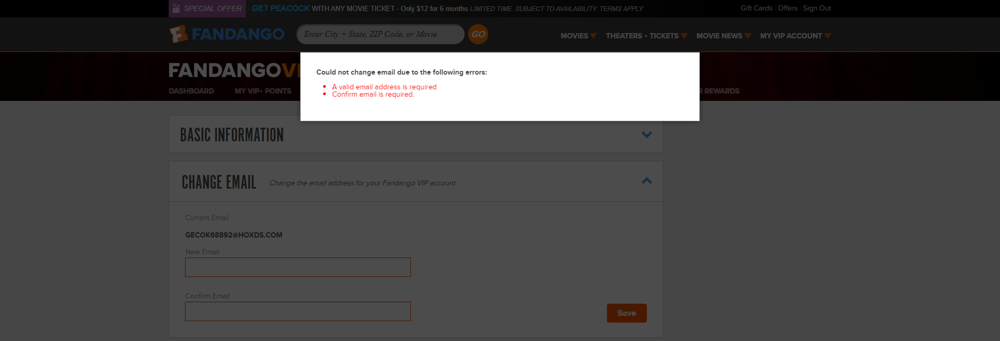 SPECIAL OFFER GET PEACOCK WITH ANY MOVIE TICKET - Only $12 for 6 months LIMITED TIME. SUBJECT TO AVAILABILITY. TERMS APPLY.
Gift Cards Offers Sign Out
FANDANGO Enter City + State, ZIP Code, or Movie GO
MOVIES THEATERS + TICKETS MOVIE NEWS MY VIP ACCOUNT
FANDANGO
DASHBOARD MY VIP+ POINTS REWARDS
Could not change email due to the following errors:
A valid email address is required
Confirm email is required.
BASIC INFORMATION
CHANGE EMAIL Change the email address for your Fandango VIP account
Current Email
GECOK68892@HOXDS.COM
New Email
Confirm Email
Save